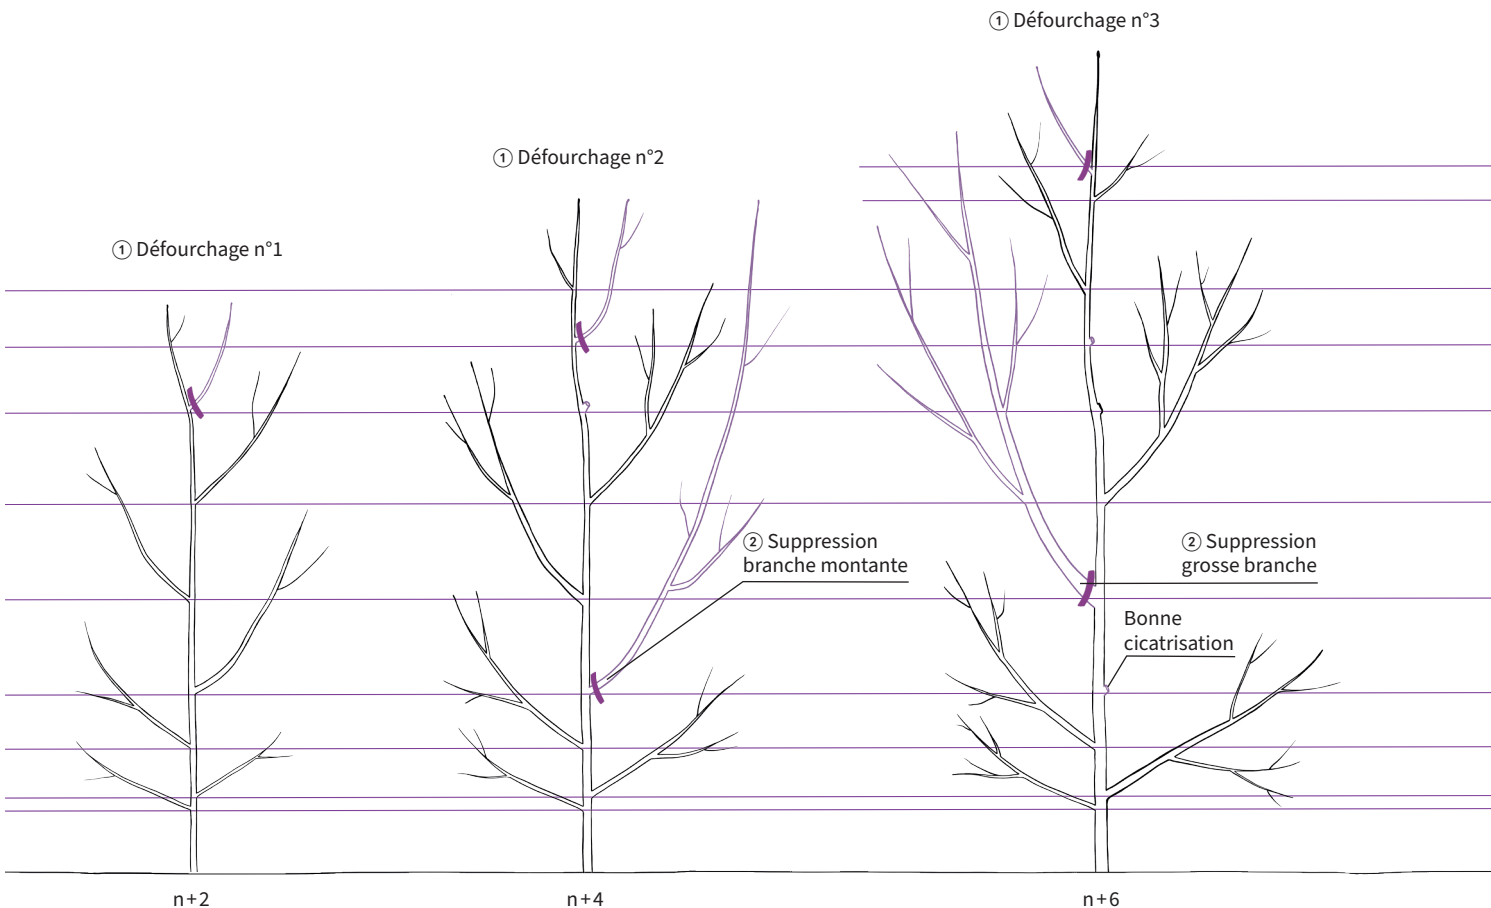 ① Défourchage n°3
① Défourchage n°2
① Défourchage n°1
② Suppression
branche montante
② Suppression
grosse branche
Bonne
cicatrisation
n+2
n+4
n+6